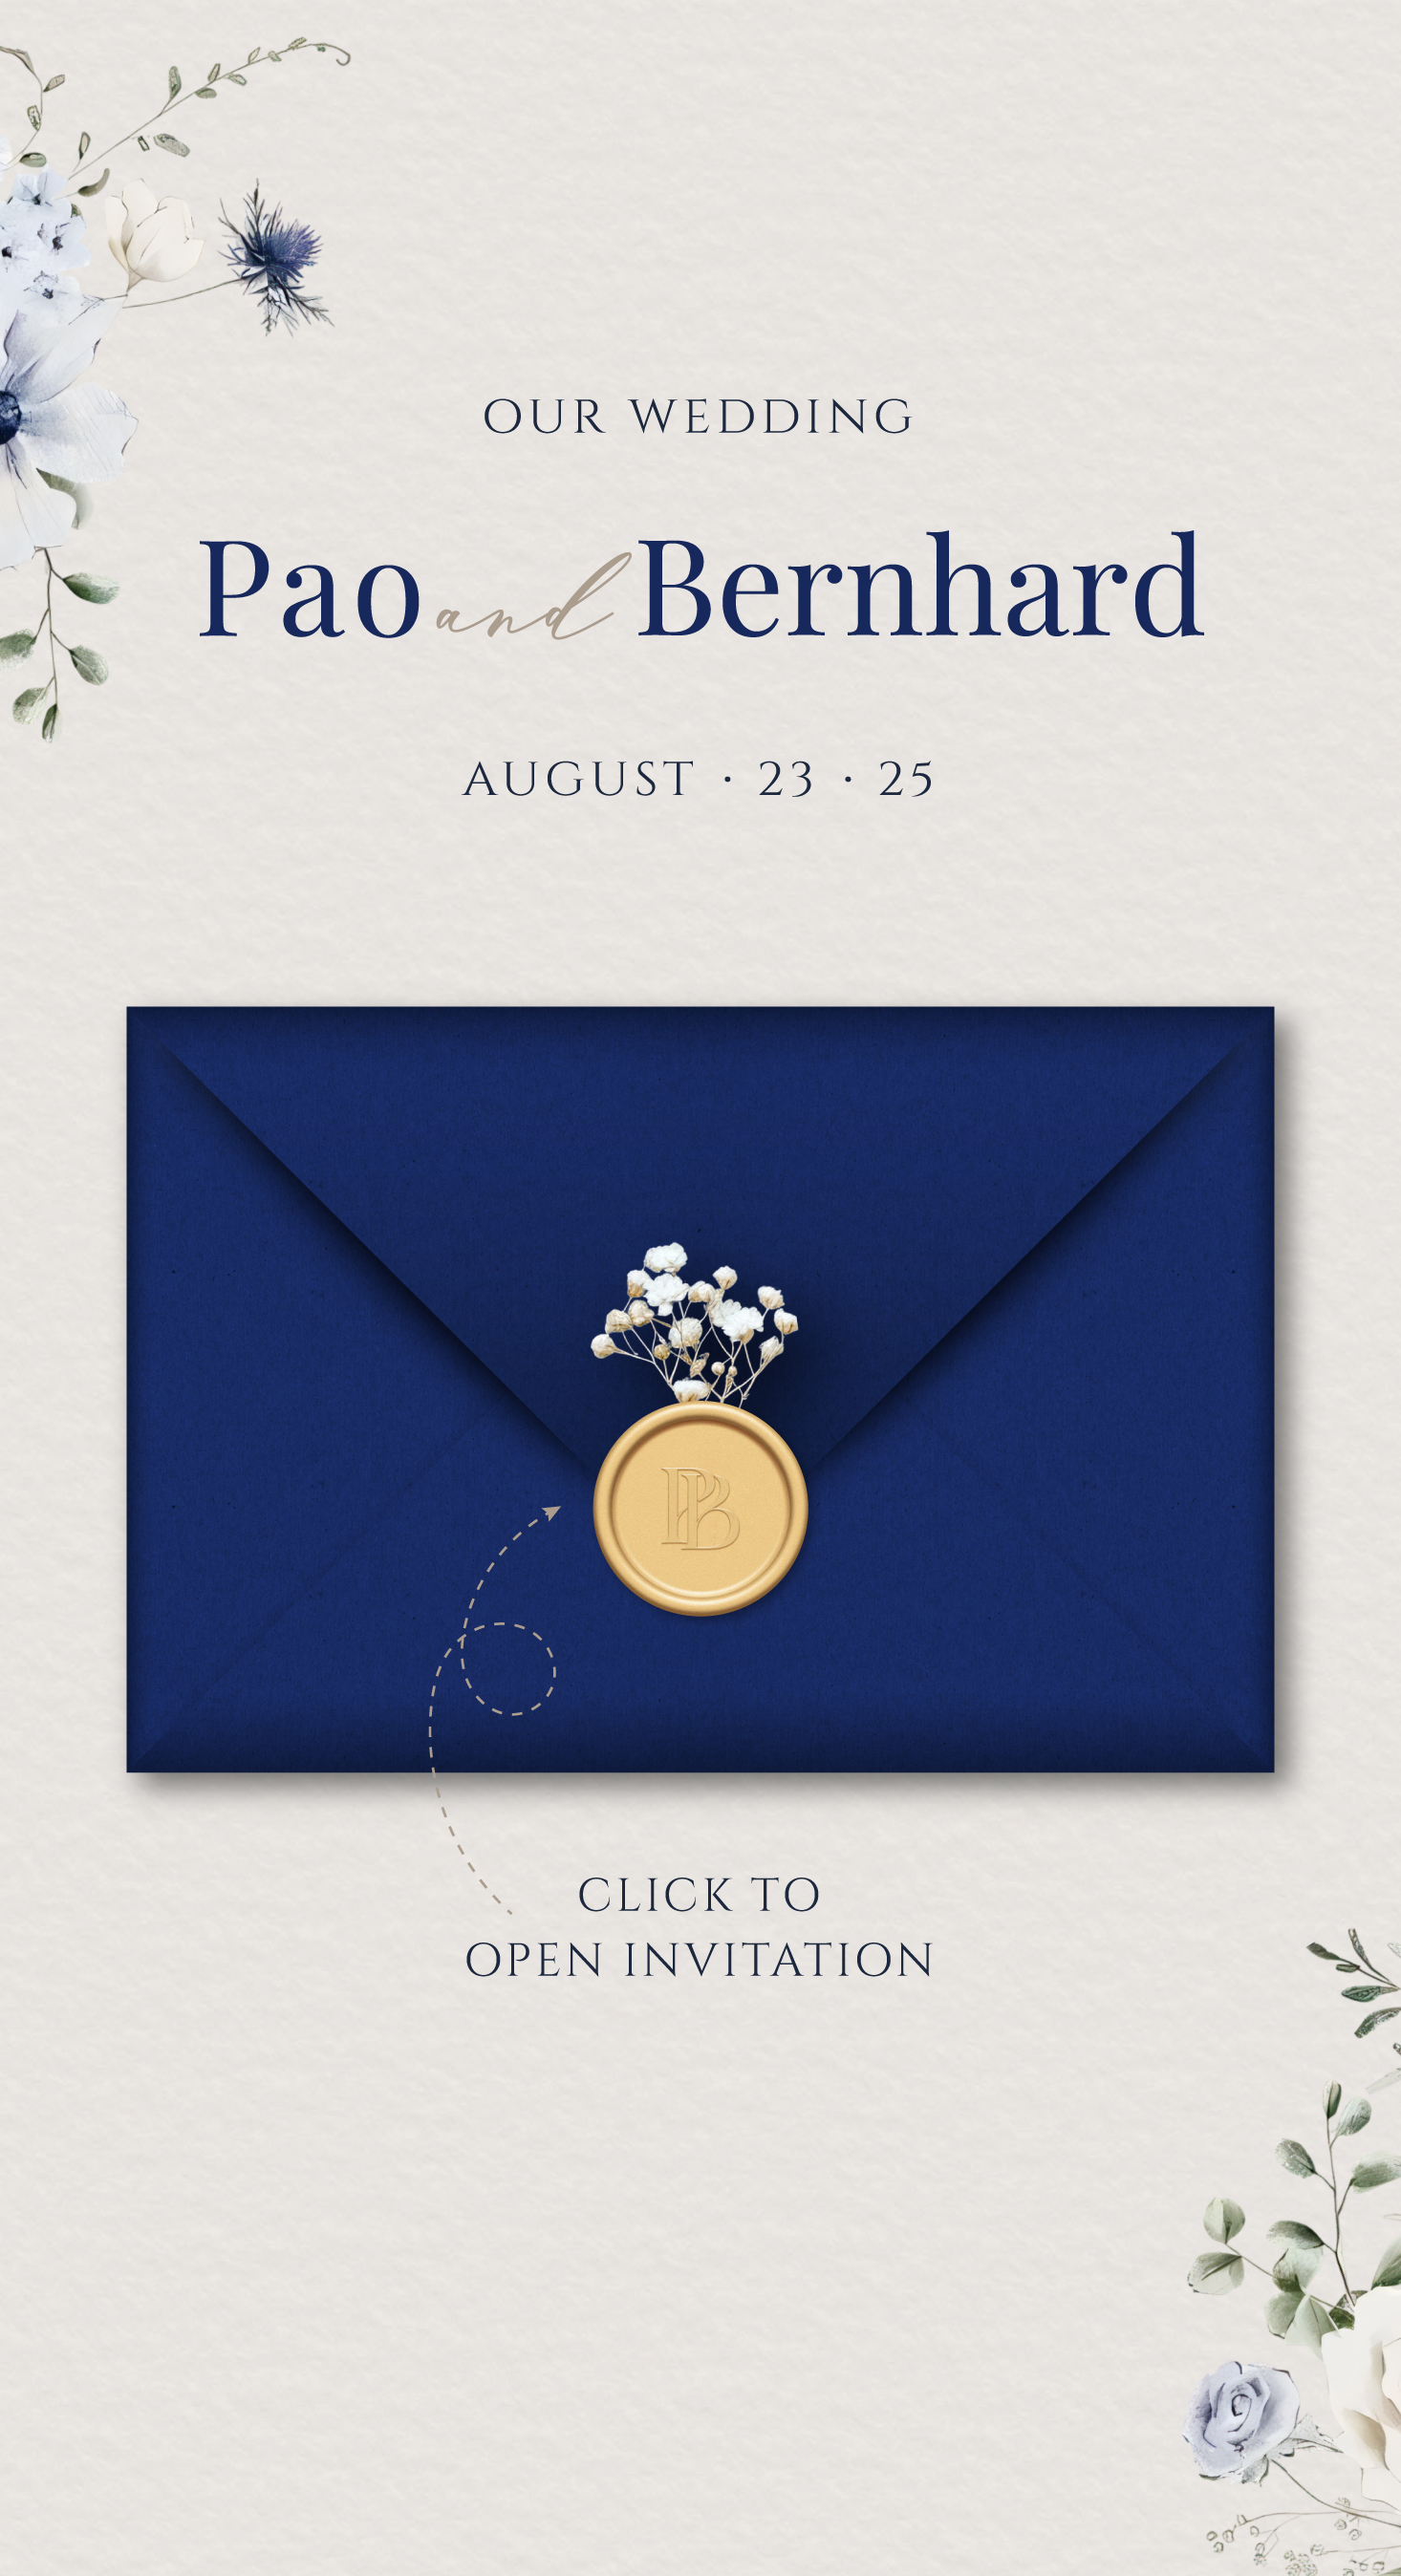 OUR WEDDING
Pao and Bernhard
AUGUST · 23 · 25
PB
CLICK TO
OPEN INVITATION